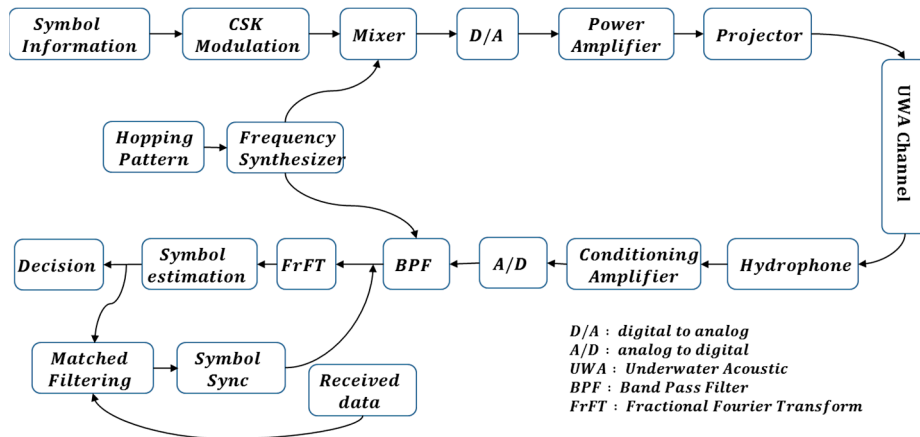 Symbol
Information
CSK
Modulation
Mixer
D/A
Power
Amplifier
Projector
UWA Channel
Hopping
Pattern
Frequency
Synthesizer
Decision
Symbol
estimation
FrFT
BPF
A/D
Conditioning
Amplifier
Hydrophone
Matched
Filtering
Symbol
Sync
Received
data
D/A : digital to analog
A/D : analog to digital
UWA : Underwater Acoustic
BPF : Band Pass Filter
FrFT : Fractional Fourier Transform